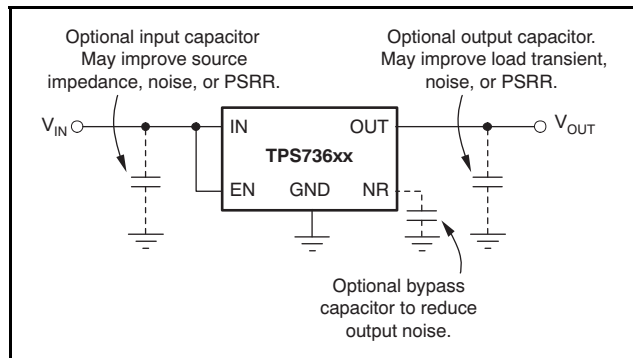 Optional input capacitor
May improve source
impedance, noise, or PSRR.
Optional output capacitor.
May improve load transient,
noise, or PSRR.
VIN
IN
OUT
VOUT
TPS736xx
EN
GND
NR
Optional bypass
capacitor to reduce
output noise.